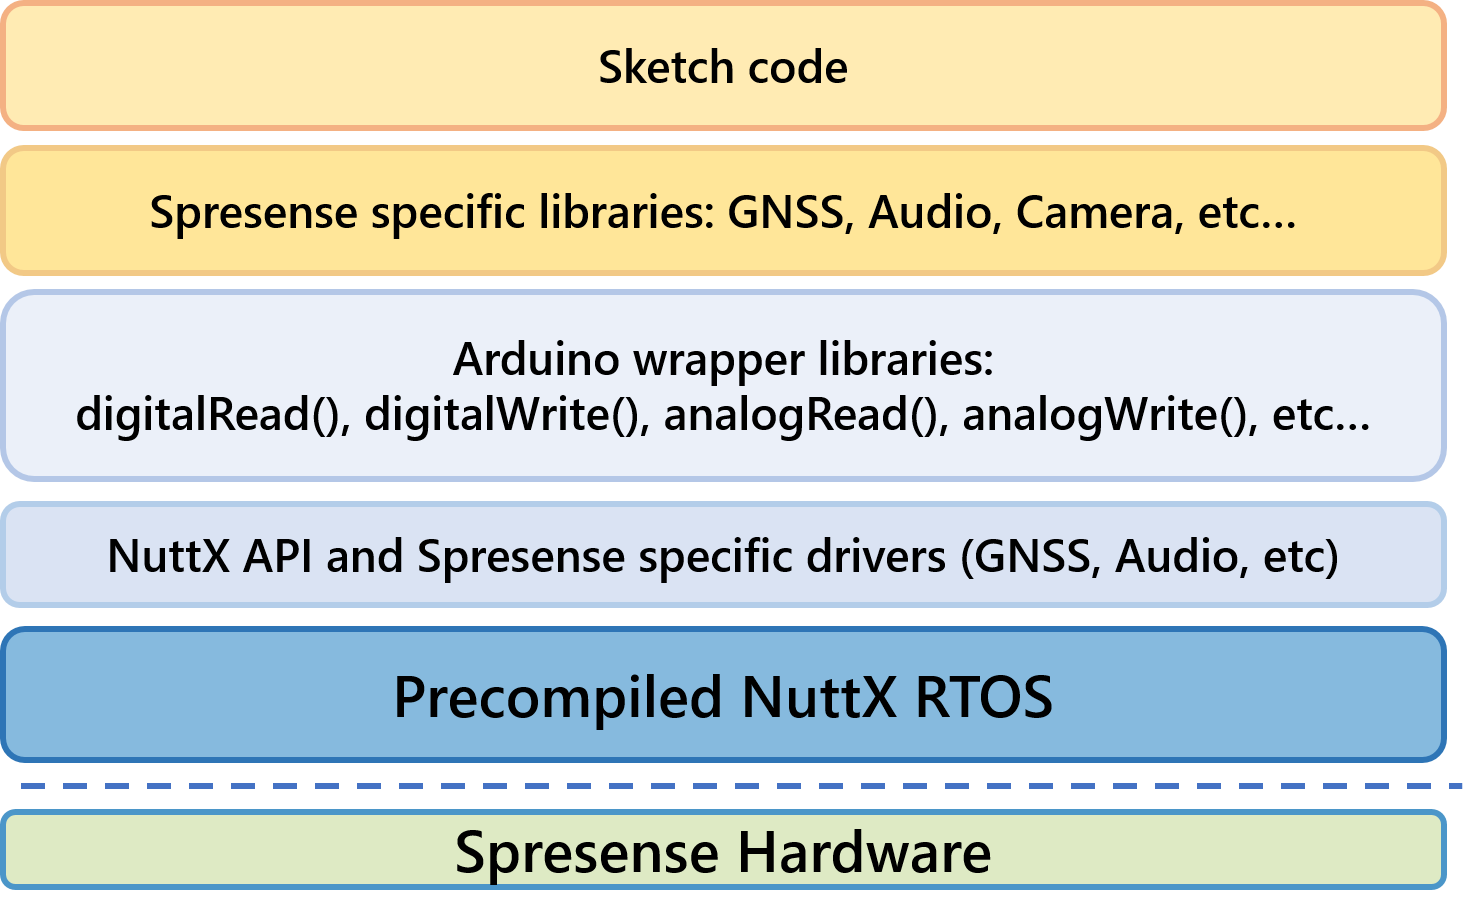 Sketch code
Spresense specific libraries: GNSS, Audio, Camera, etc...
Arduino wrapper libraries:
digitalRead(), digitalWrite(), analogRead(), analogWrite(), etc...
NuttX API and Spresense specific drivers (GNSS, Audio, etc)
Precompiled NuttX RTOS
Spresense Hardware